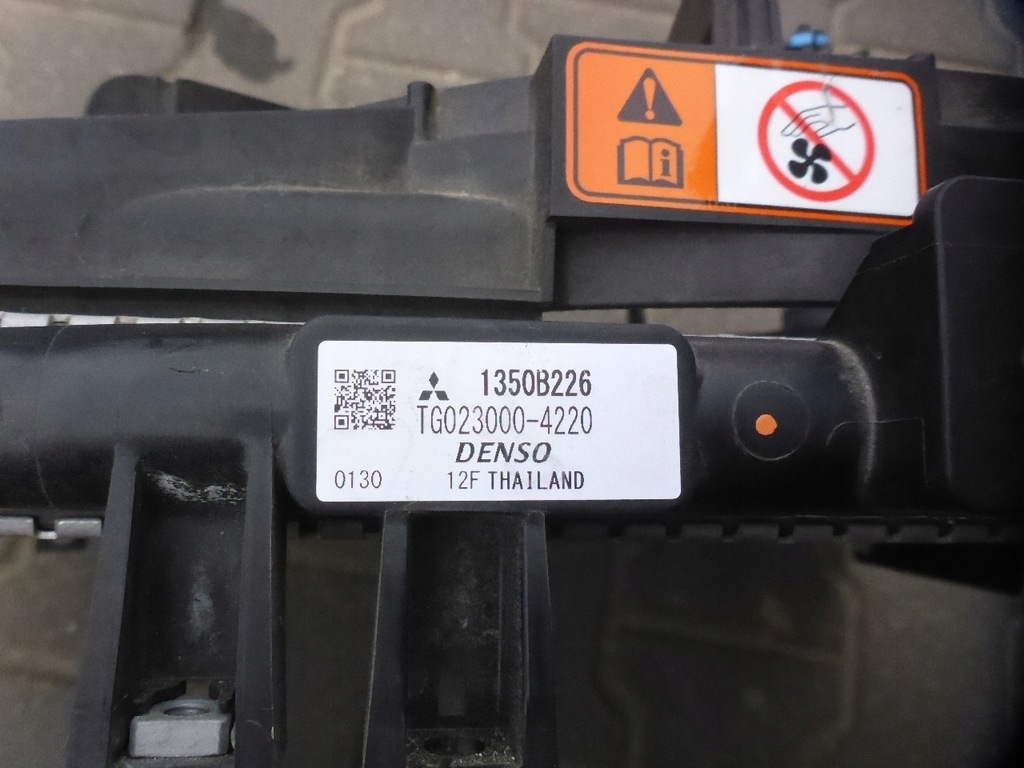 1350B226
TG023000-4220
DENSO
0130 12F THAILAND